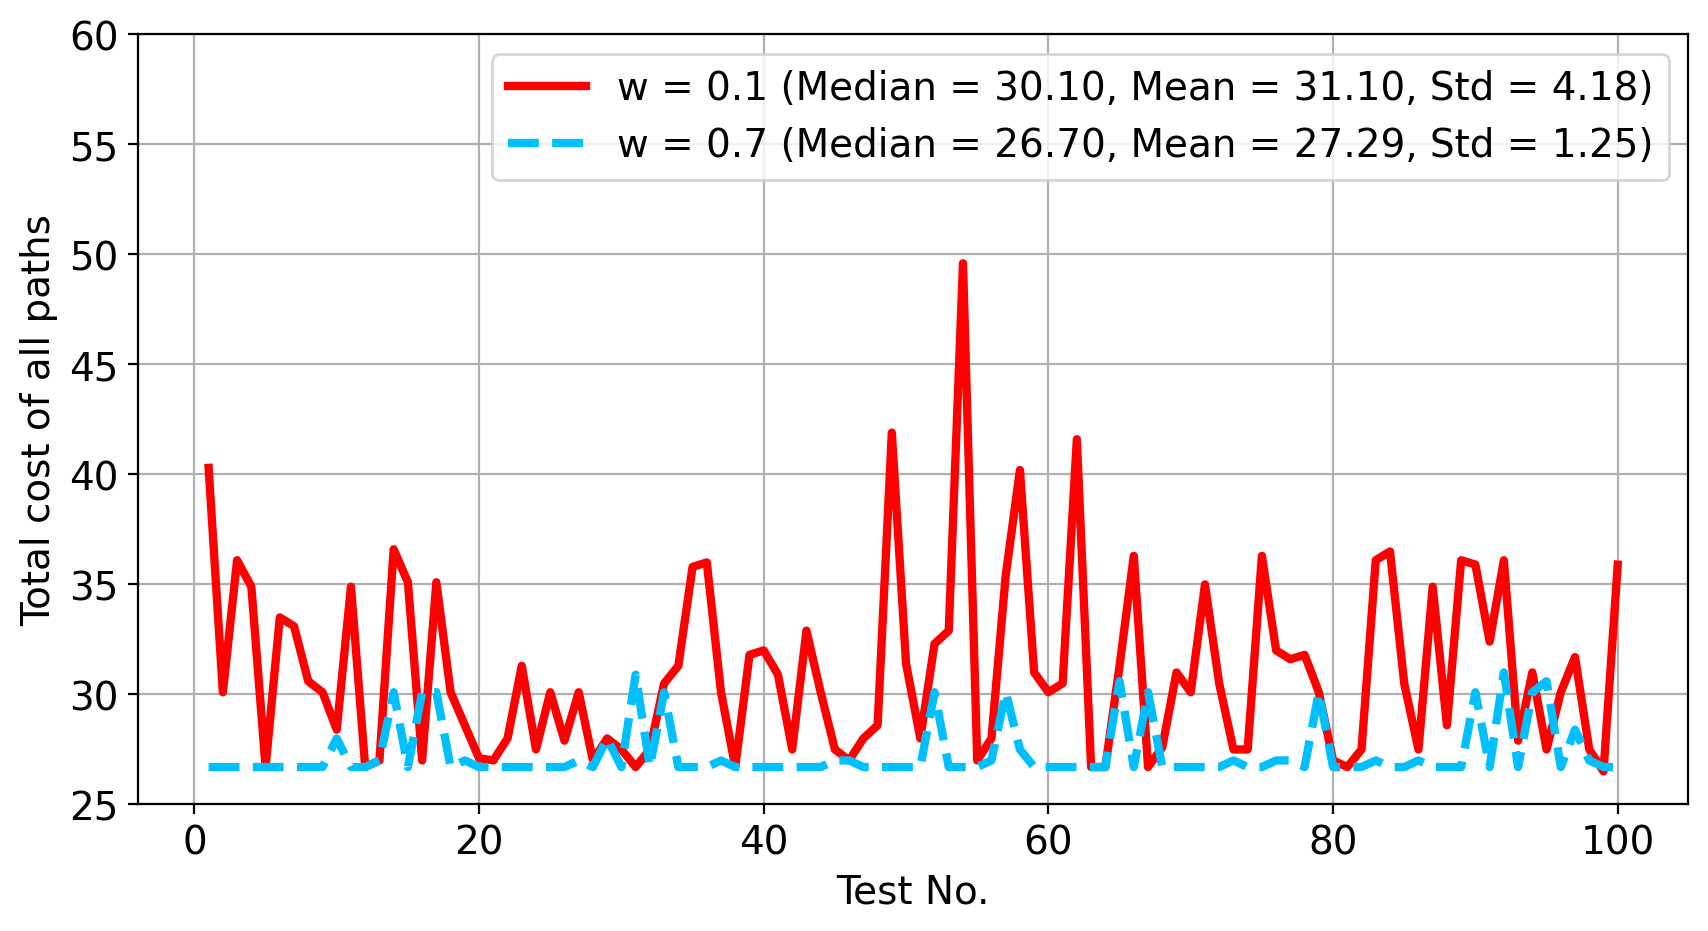 60
55
50
45
40
35
30
25
Total cost of all paths
w = 0.1 (Median = 30.10, Mean = 31.10, Std = 4.18)
w = 0.7 (Median = 26.70, Mean = 27.29, Std = 1.25)
0 20 40 60 80 100
Test No.